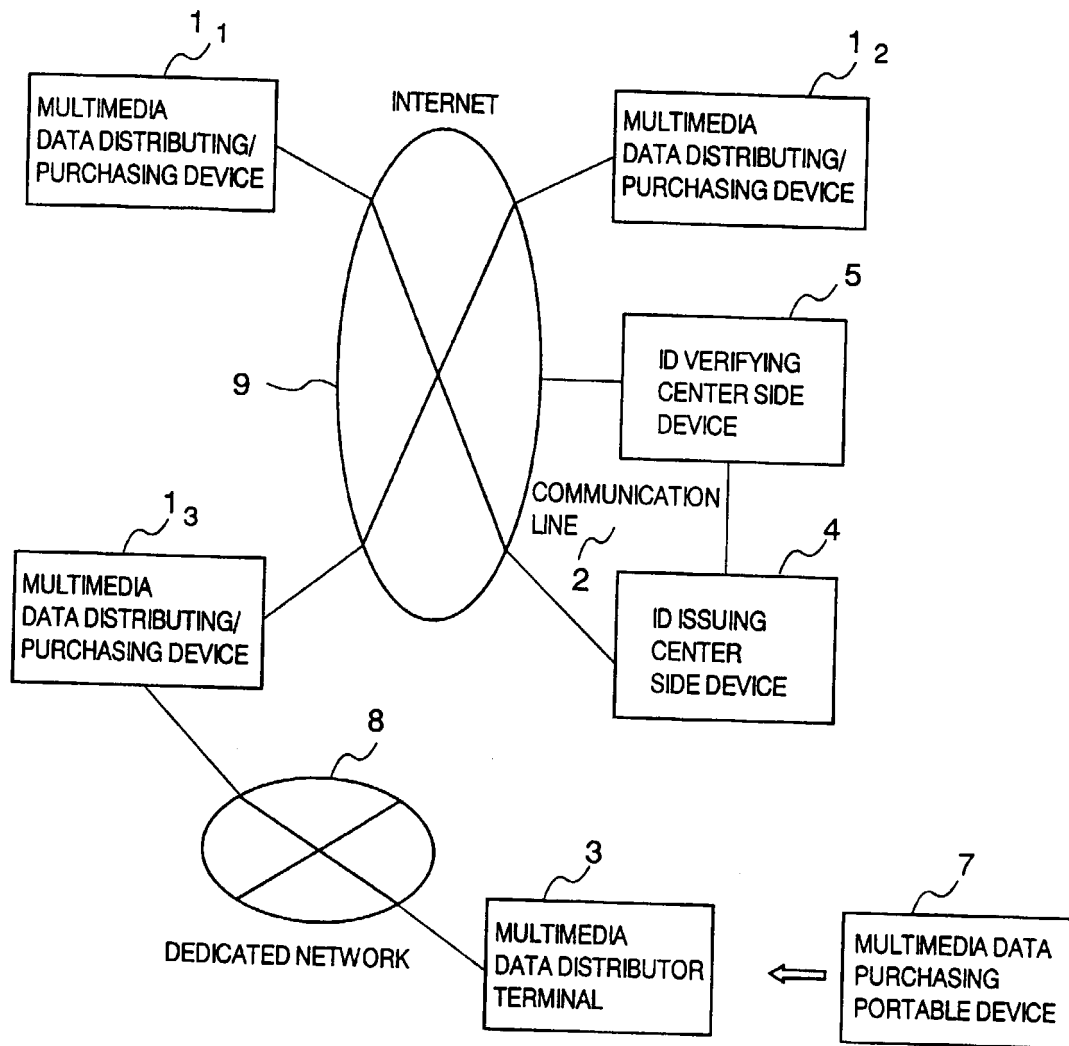 1 1
MULTIMEDIA
DATA DISTRIBUTING/
PURCHASING DEVICE
INTERNET
1 2
MULTIMEDIA
DATA DISTRIBUTING/
PURCHASING DEVICE
5
ID VERIFYING
CENTER SIDE
DEVICE
9
COMMUNICATION
LINE
2
1 3
MULTIMEDIA
DATA DISTRIBUTING/
PURCHASING DEVICE
4
ID ISSUING
CENTER
SIDE DEVICE
8
DEDICATED NETWORK
3
MULTIMEDIA
DATA DISTRIBUTOR
TERMINAL
7
MULTIMEDIA DATA
PURCHASING
PORTABLE DEVICE